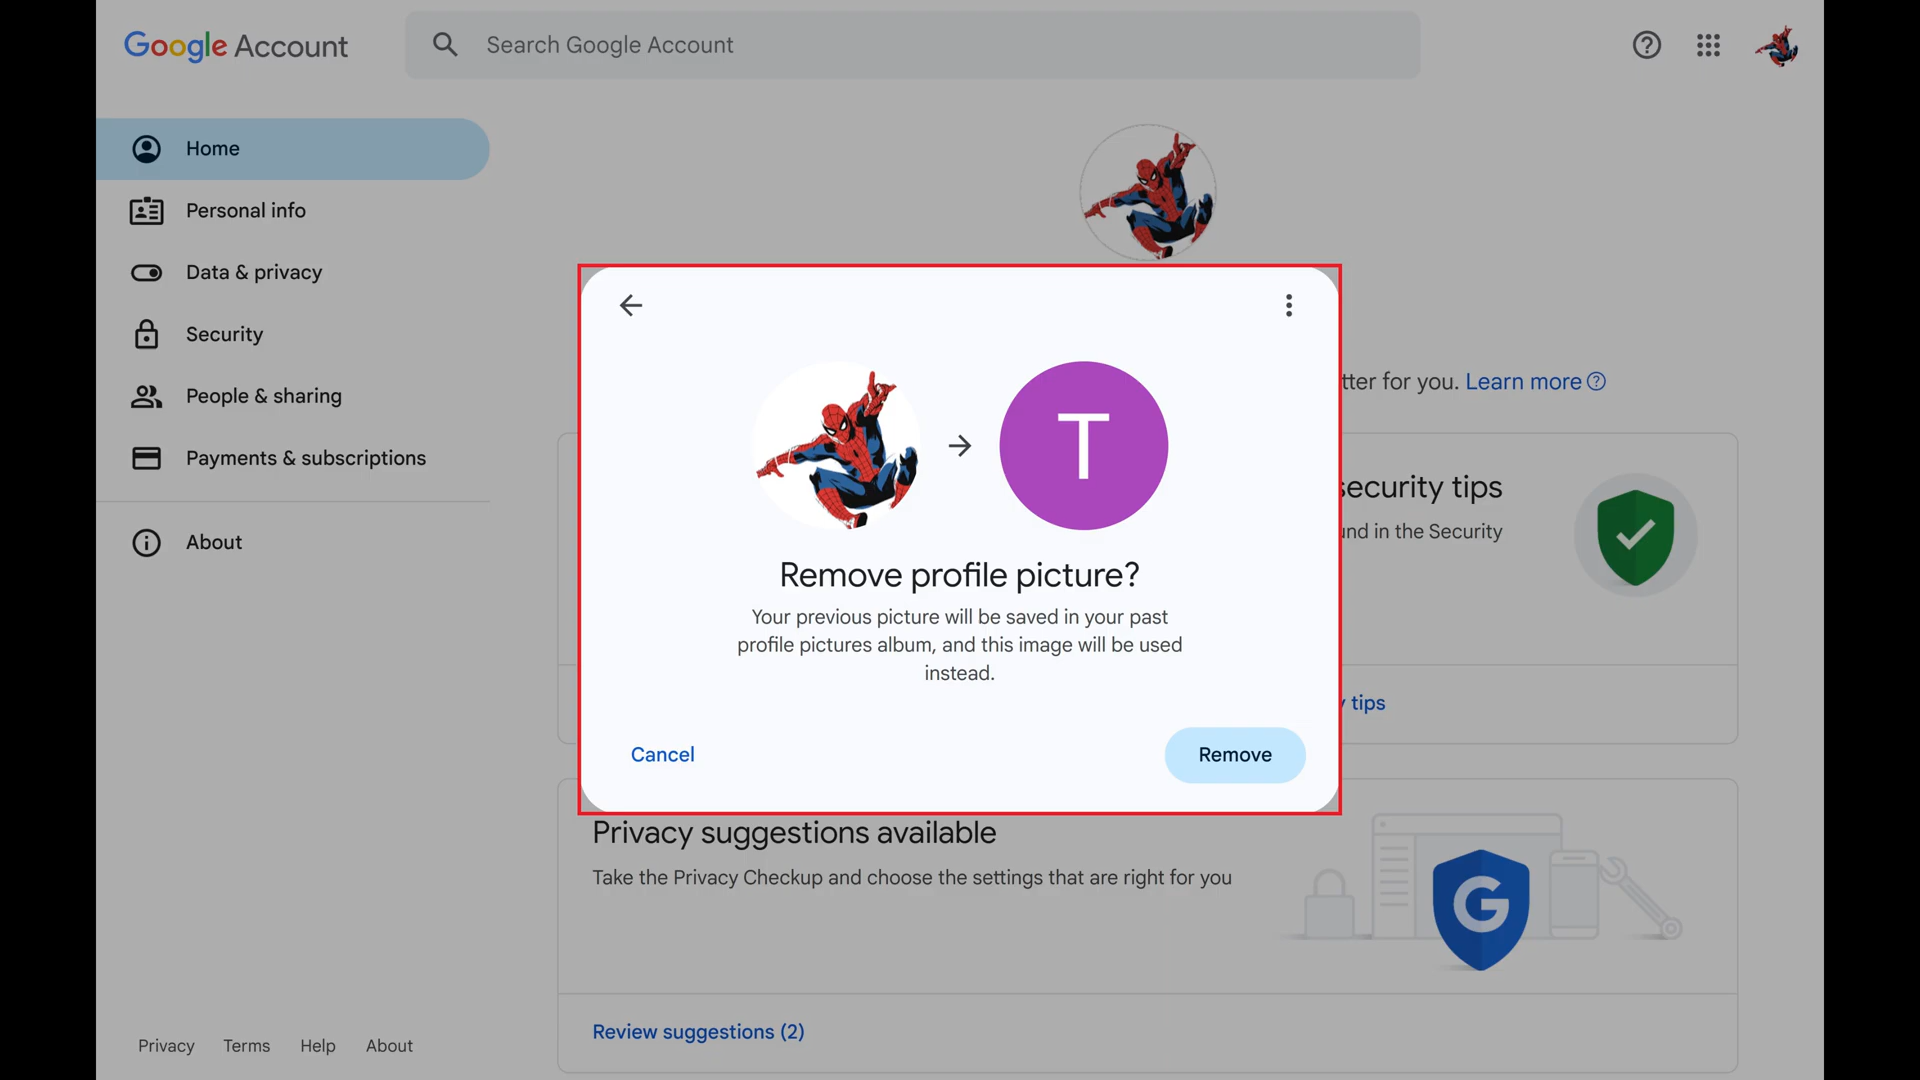 Google Account
Search Google Account
Home
Personal info
Data & privacy
Security
People & sharing
Payments & subscriptions
About
tter for you. Learn more
security tips
und in the Security
tips
T
Remove profile picture?
Your previous picture will be saved in your past
profile pictures album, and this image will be used
instead.
Cancel
Remove
Privacy suggestions available
Take the Privacy Checkup and choose the settings that are right for you
G
Review suggestions (2)
Privacy Terms Help About